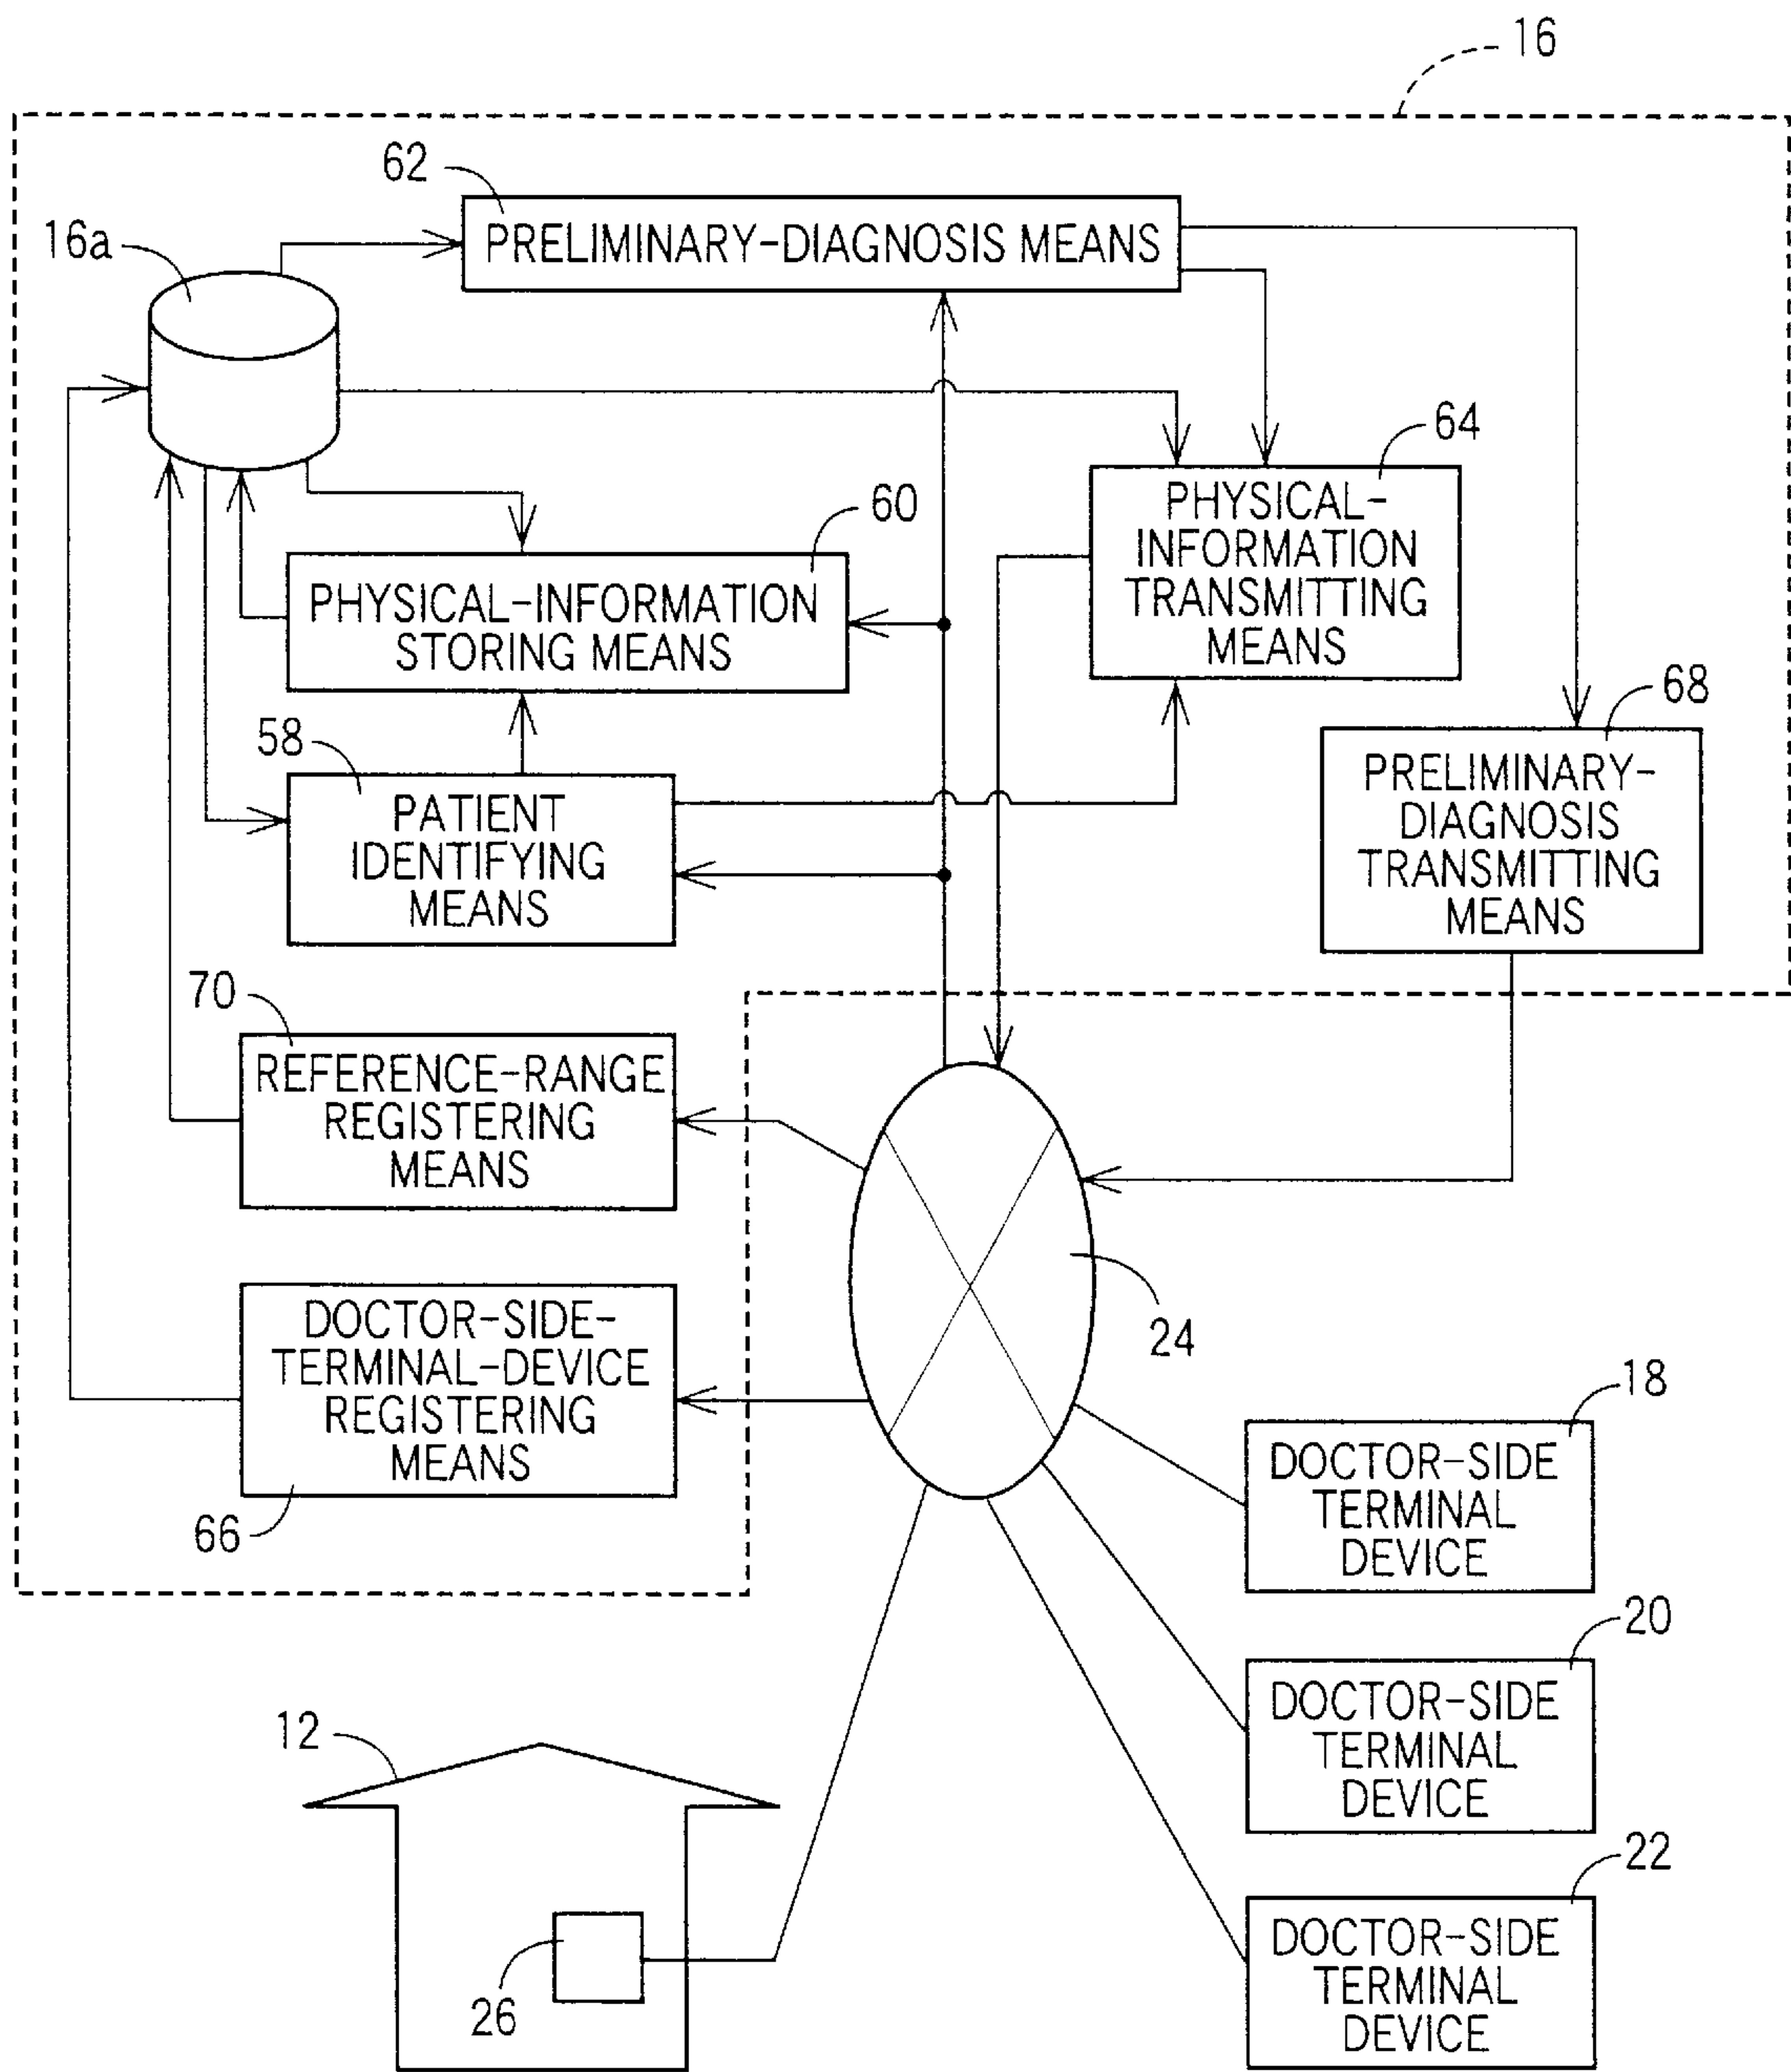 16
62
PRELIMINARY-DIAGNOSIS MEANS
16a
64
PHYSICAL-
INFORMATION
TRANSMITTING
MEANS
60
PHYSICAL-INFORMATION
STORING MEANS
68
PRELIMINARY-
DIAGNOSIS
TRANSMITTING
MEANS
58
PATIENT
IDENTIFYING
MEANS
70
REFERENCE-RANGE
REGISTERING
MEANS
24
DOCTOR-SIDE-
TERMINAL-DEVICE
REGISTERING
MEANS
66
18
DOCTOR-SIDE
TERMINAL
DEVICE
20
DOCTOR-SIDE
TERMINAL
DEVICE
12
22
DOCTOR-SIDE
TERMINAL
DEVICE
26